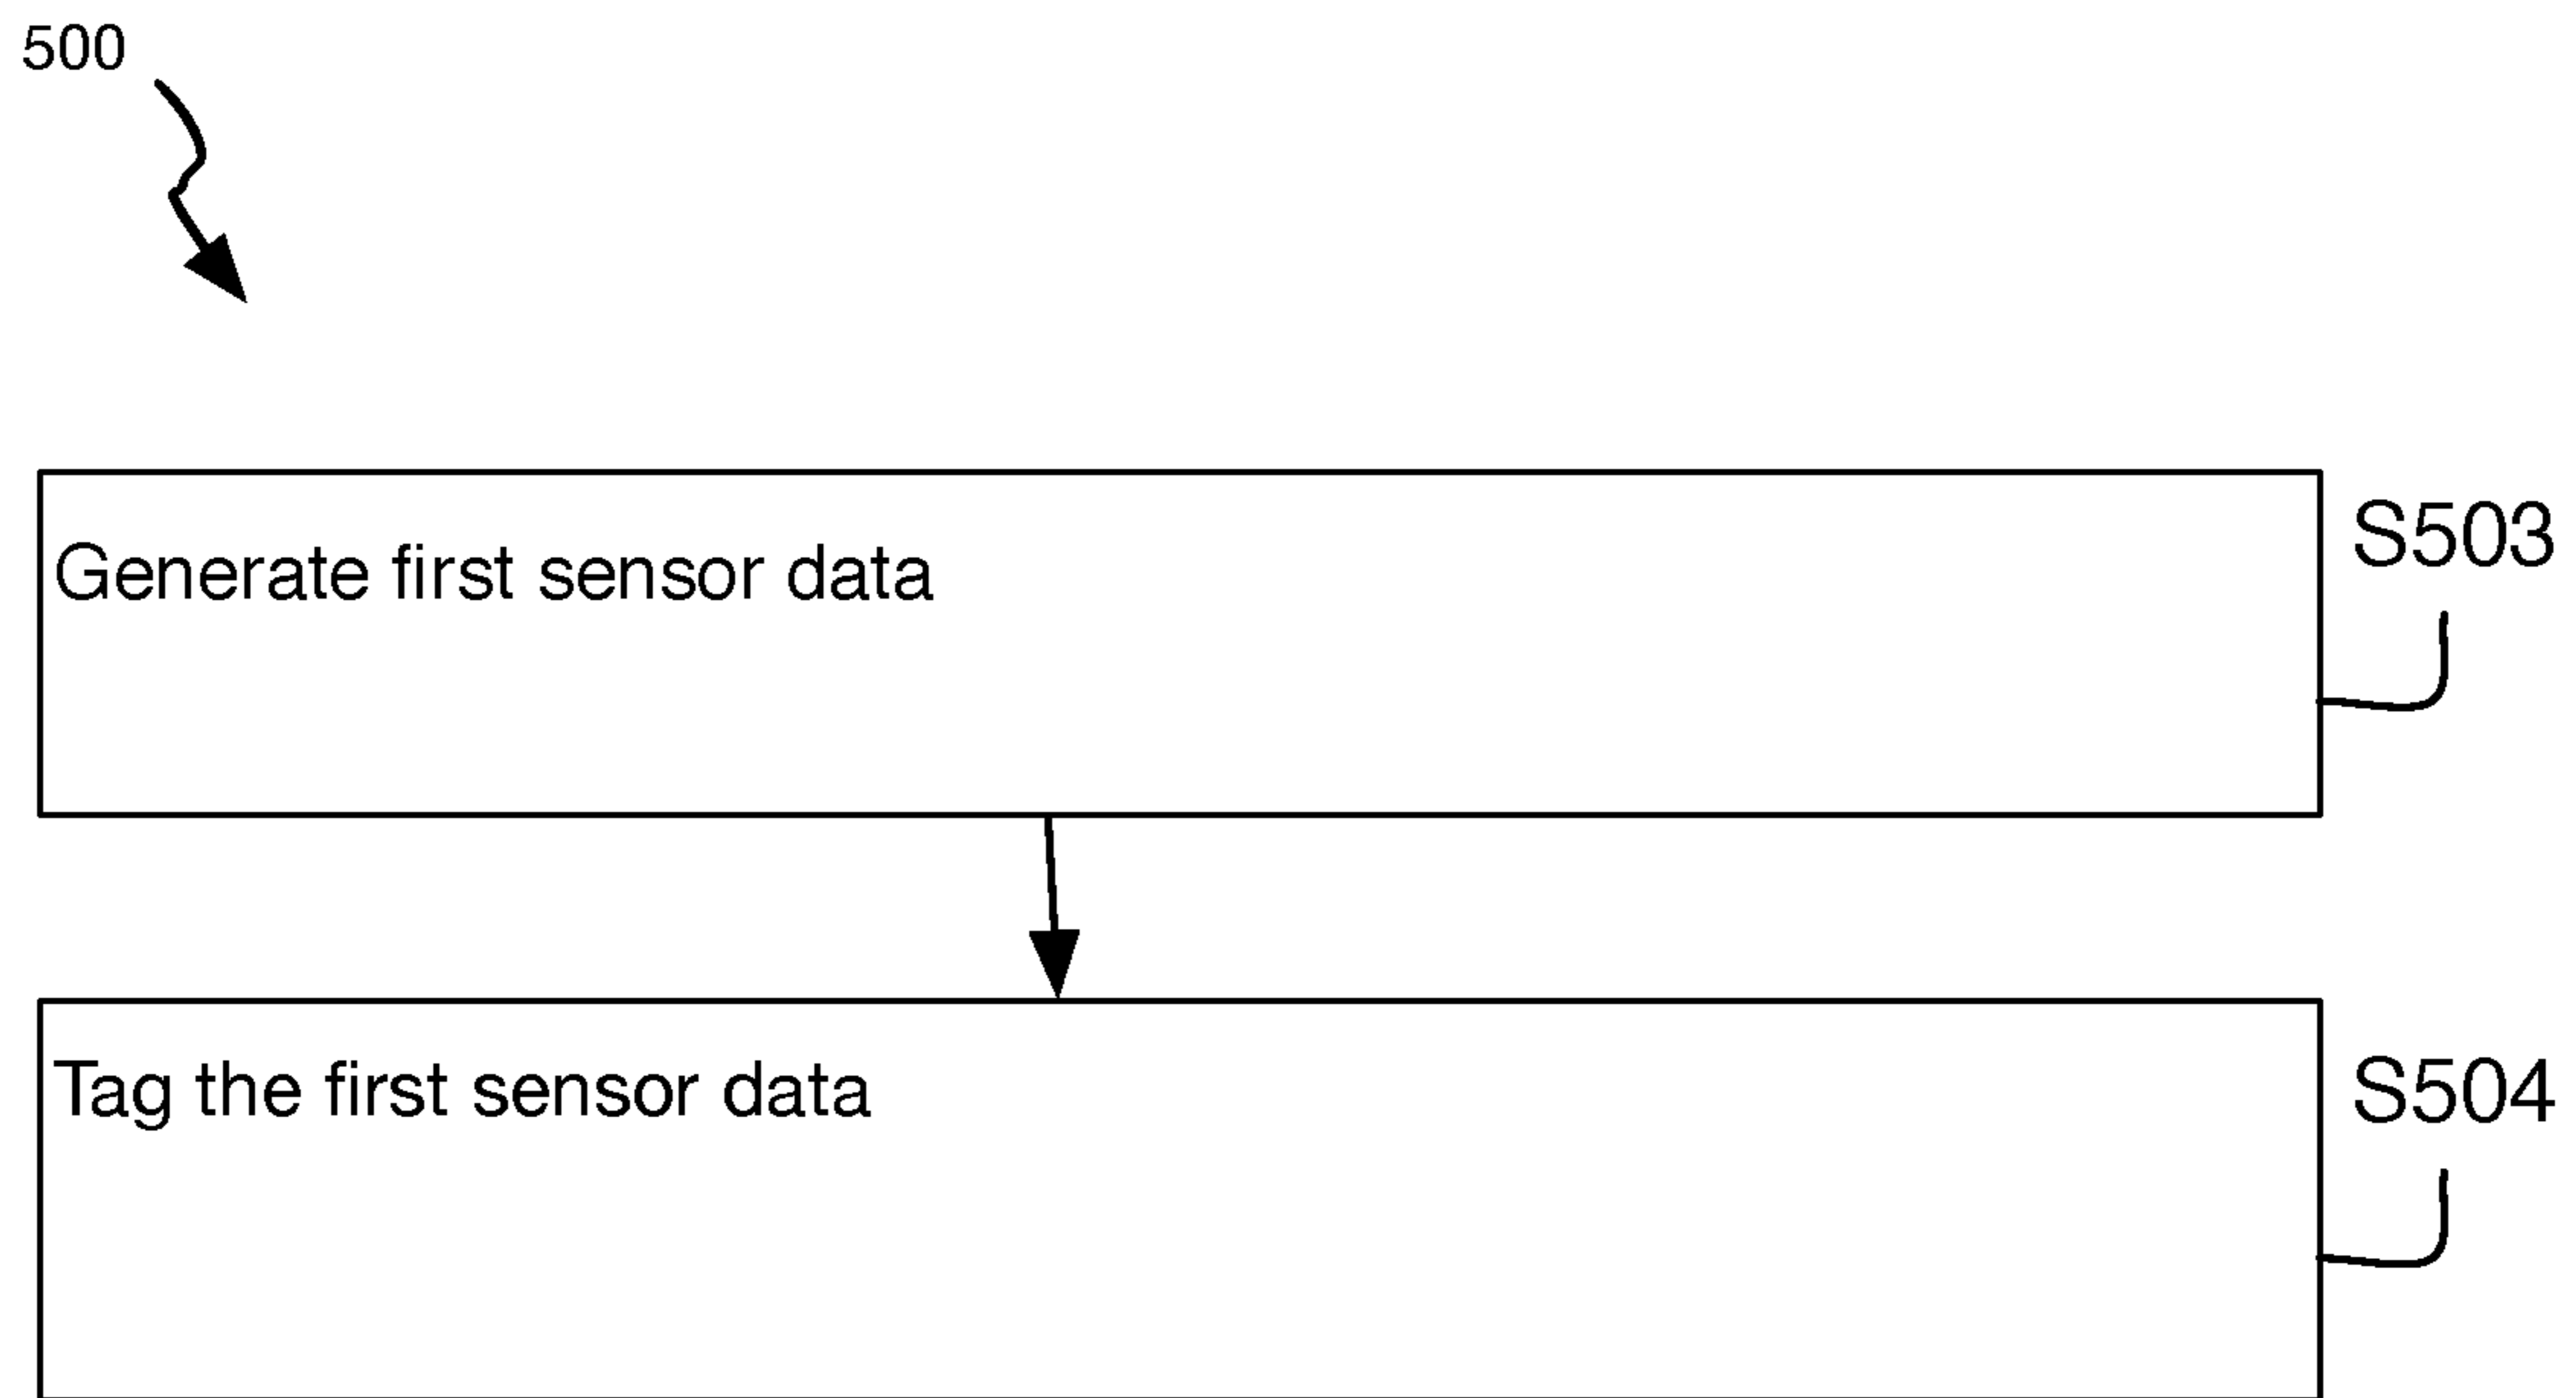 500
Generate first sensor data
S503
Tag the first sensor data
S504